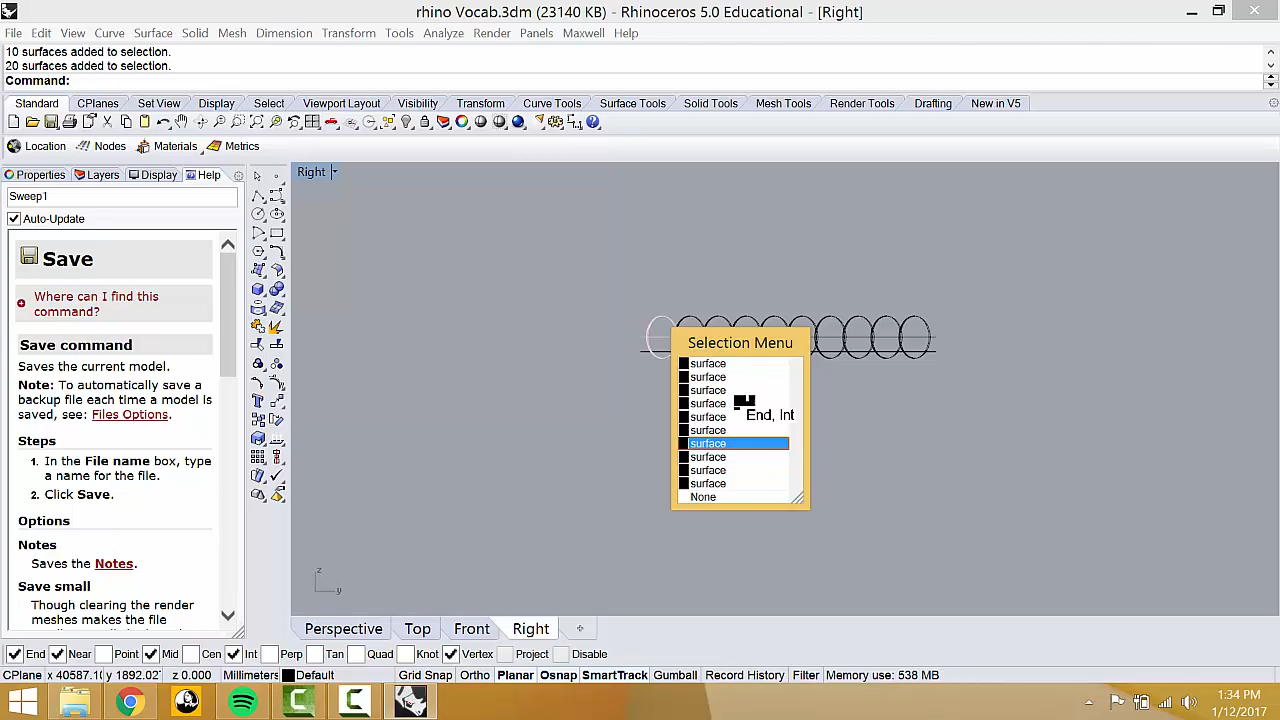 rhino Vocab.3dm (23140 KB) - Rhinoceros 5.0 Educational - [Right]
File Edit View Curve Surface Solid Mesh Dimension Transform Tools Analyze Render Panels Maxwell Help
10 surfaces added to selection.
20 surfaces added to selection.
Command:
Standard CPlanes Set View Display Select Viewport Layout Visibility Transform Curve Tools Surface Tools Solid Tools Mesh Tools Render Tools Drafting New in V5
Location Nodes Materials Metrics
Properties Layers Display Help
Right
Sweep1
Auto-Update
Save
Where can I find this
command?
Save command
Saves the current model.
Note: To automatically save a
backup file each time a model is
saved, see: Files Options.
Steps
1. In the File name box, type
a name for the file.
2. Click Save.
Options
Notes
Saves the Notes.
Save small
Though clearing the render
meshes makes the file
Selection Menu
surface
surface
surface
surface
surface
surface
surface
surface
surface
surface
None
End, Int
z
y
Perspective Top Front Right
End Near Point Mid Cen Int Perp Tan Quad Knot Vertex Project Disable
CPlane x 40587.10 y 1892.02 z 0.000 Millimeters Default Grid Snap Ortho Planar Osnap SmartTrack Gumball Record History Filter Memory use: 538 MB
1:34 PM
1/12/2017